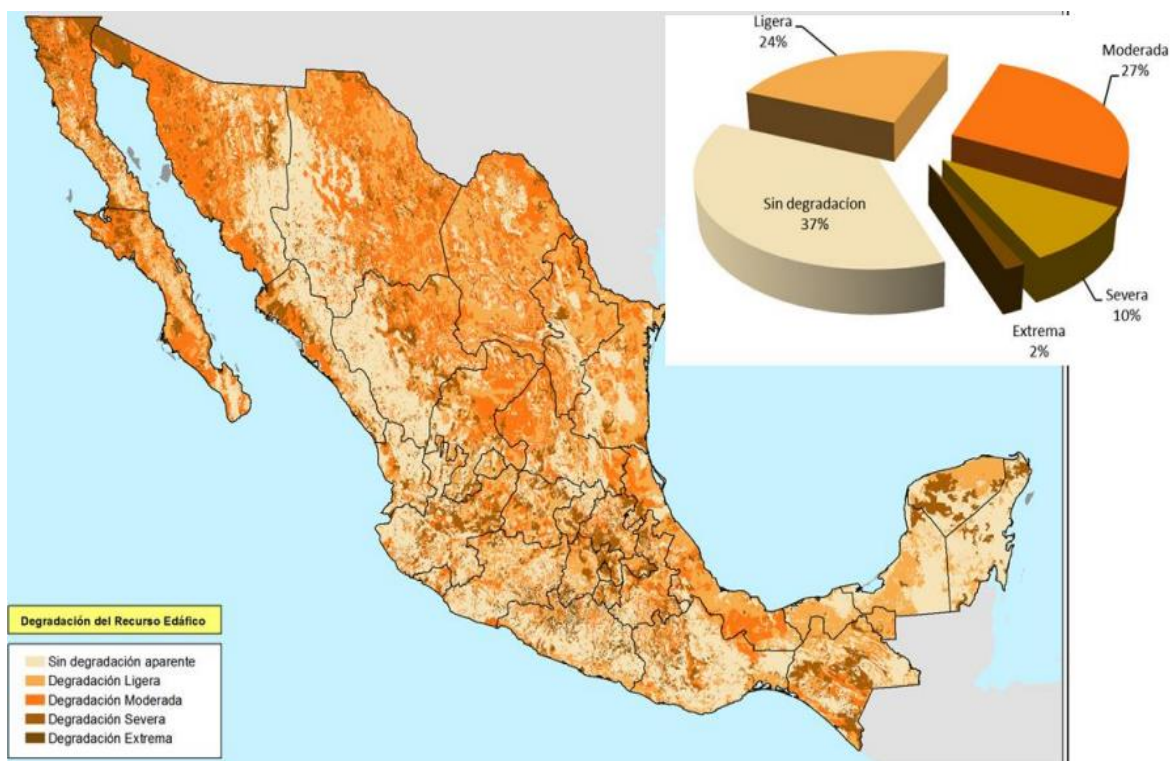 Ligera
24%
Moderada
27%
Sin degradacíon
37%
Severa
10%
Extrema
2%
Degradación del Recurso Edáfico
Sin degradación aparente
Degradación Ligera
Degradación Moderada
Degradación Severa
Degradación Extrema